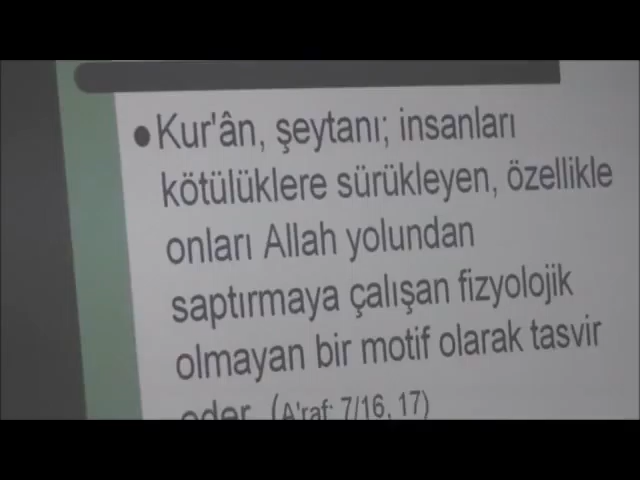 ●Kur'ân, şeytanı; insanları
kötülüklere sürükleyen, özellikle
onları Allah yolundan
saptırmaya çalışan fizyolojik
olmayan bir motif olarak tasvir
eder. (A'raf: 7/16, 17)